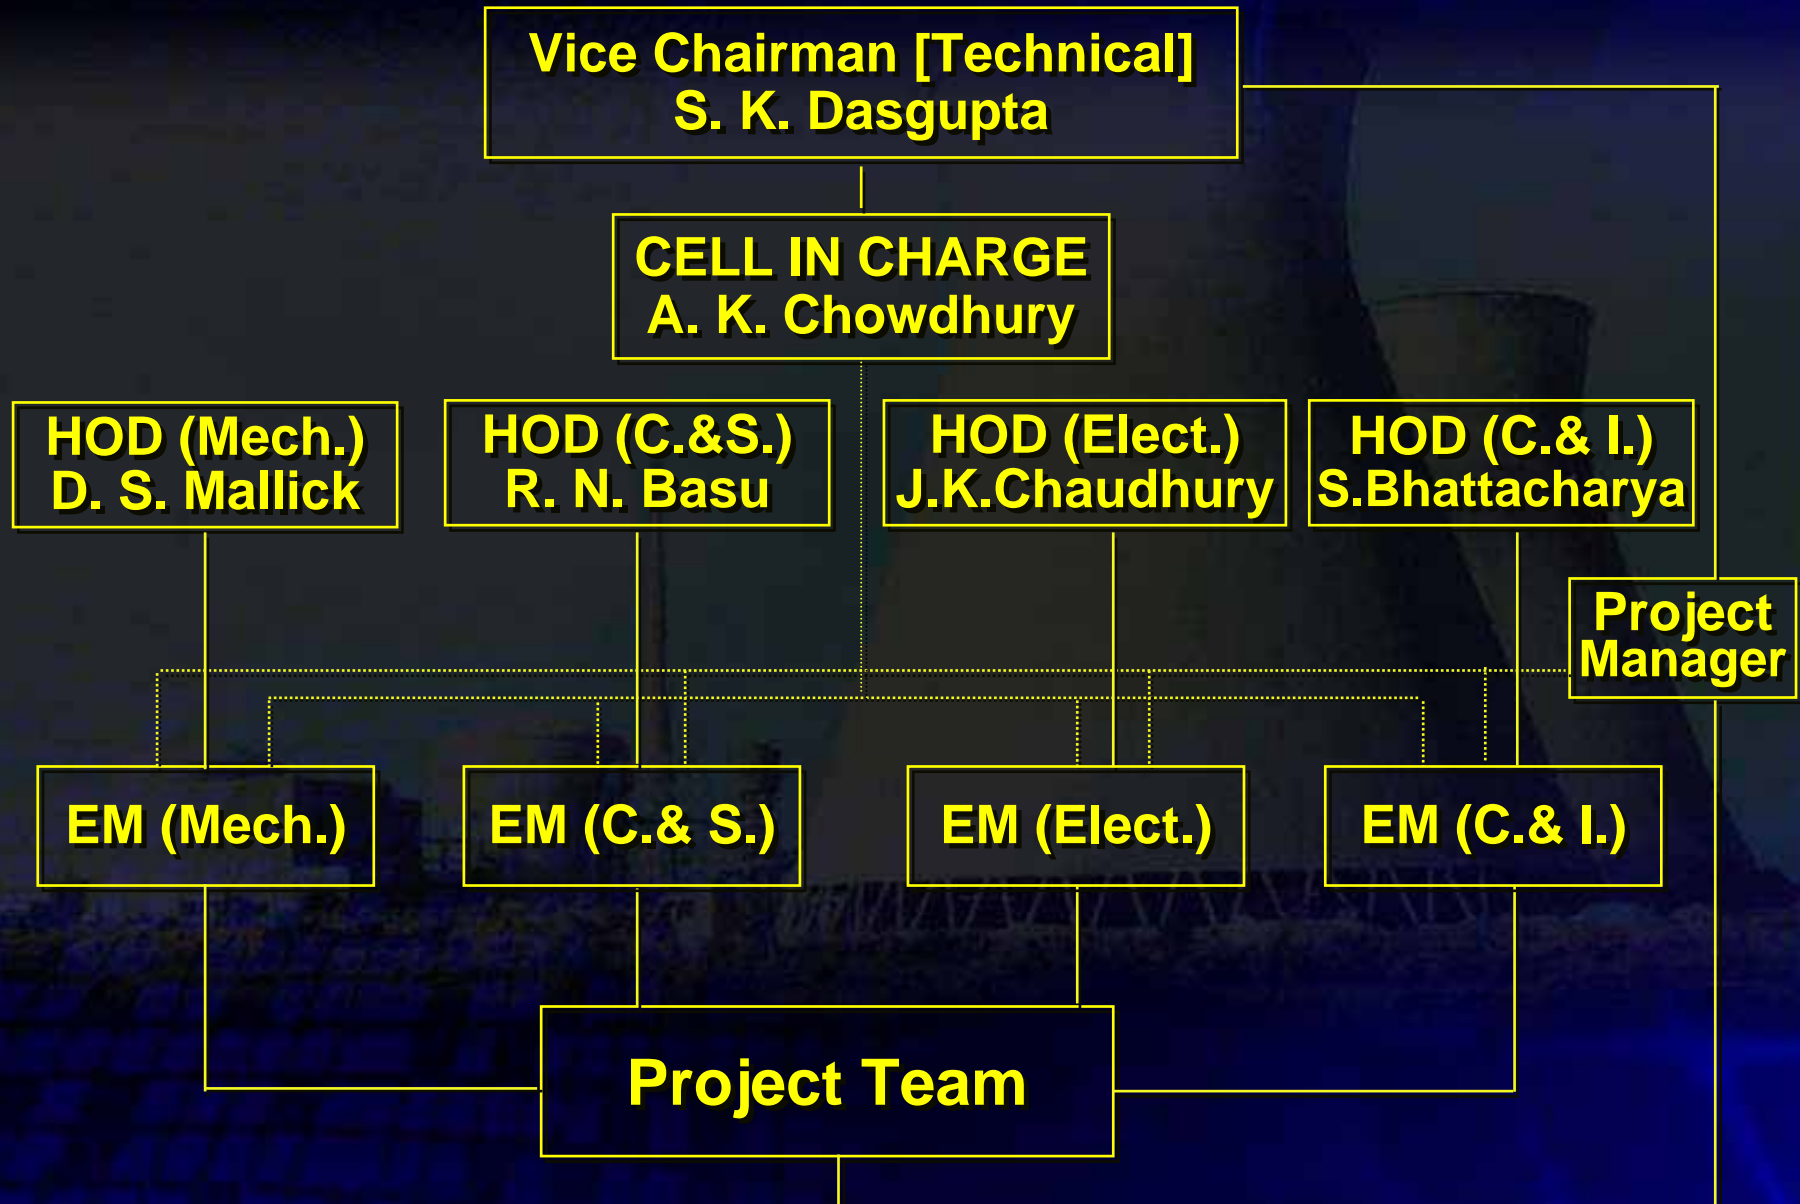 Vice Chairman [Technical]
S. K. Dasgupta
CELL IN CHARGE
A. K. Chowdhury
HOD (Mech.)
D. S. Mallick
HOD (C.&S.)
R. N. Basu
HOD (Elect.)
J.K.Chaudhury
HOD (C.& I.)
S.Bhattacharya
Project
Manager
EM (Mech.)
EM (C.& S.)
EM (Elect.)
EM (C.& I.)
Project Team